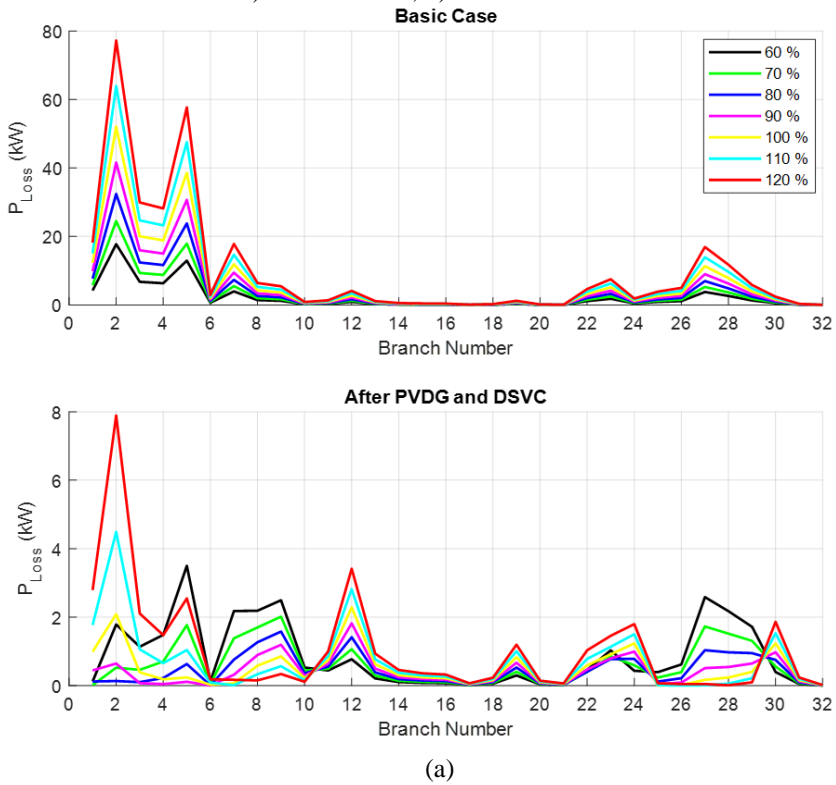 Basic Case
80
60
40
20
0
P_Loss (kW)
60 %
70 %
80 %
90 %
100 %
110 %
120 %
0 2 4 6 8 10 12 14 16 18 20 22 24 26 28 30 32
Branch Number
After PVDG and DSVC
8
6
4
2
0
P_Loss (kW)
0 2 4 6 8 10 12 14 16 18 20 22 24 26 28 30 32
Branch Number
(a)